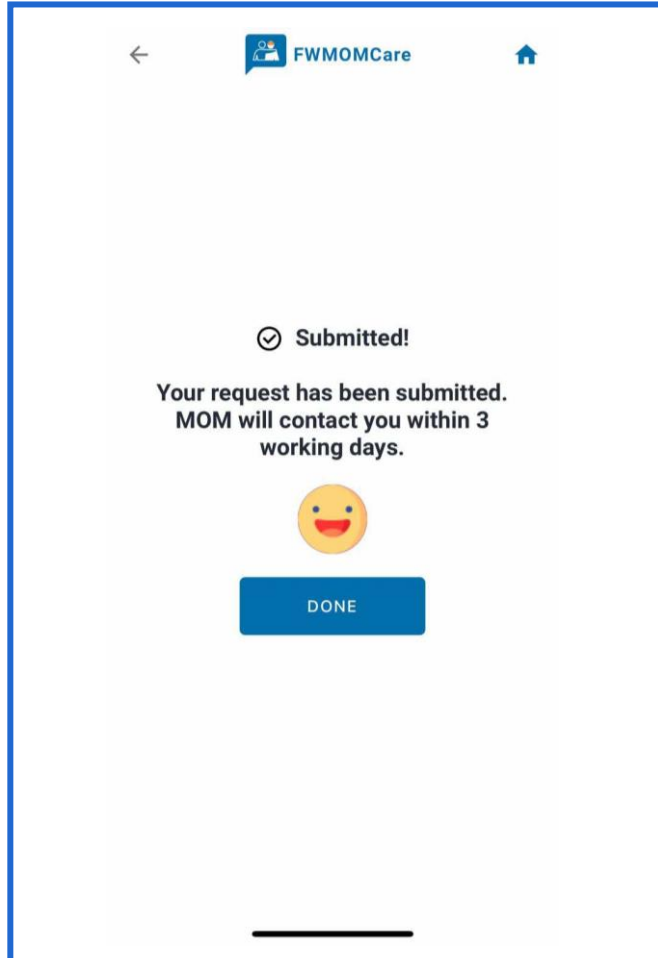 FWMOMCare
Submitted!
Your request has been submitted.
MOM will contact you within 3
working days.
DONE